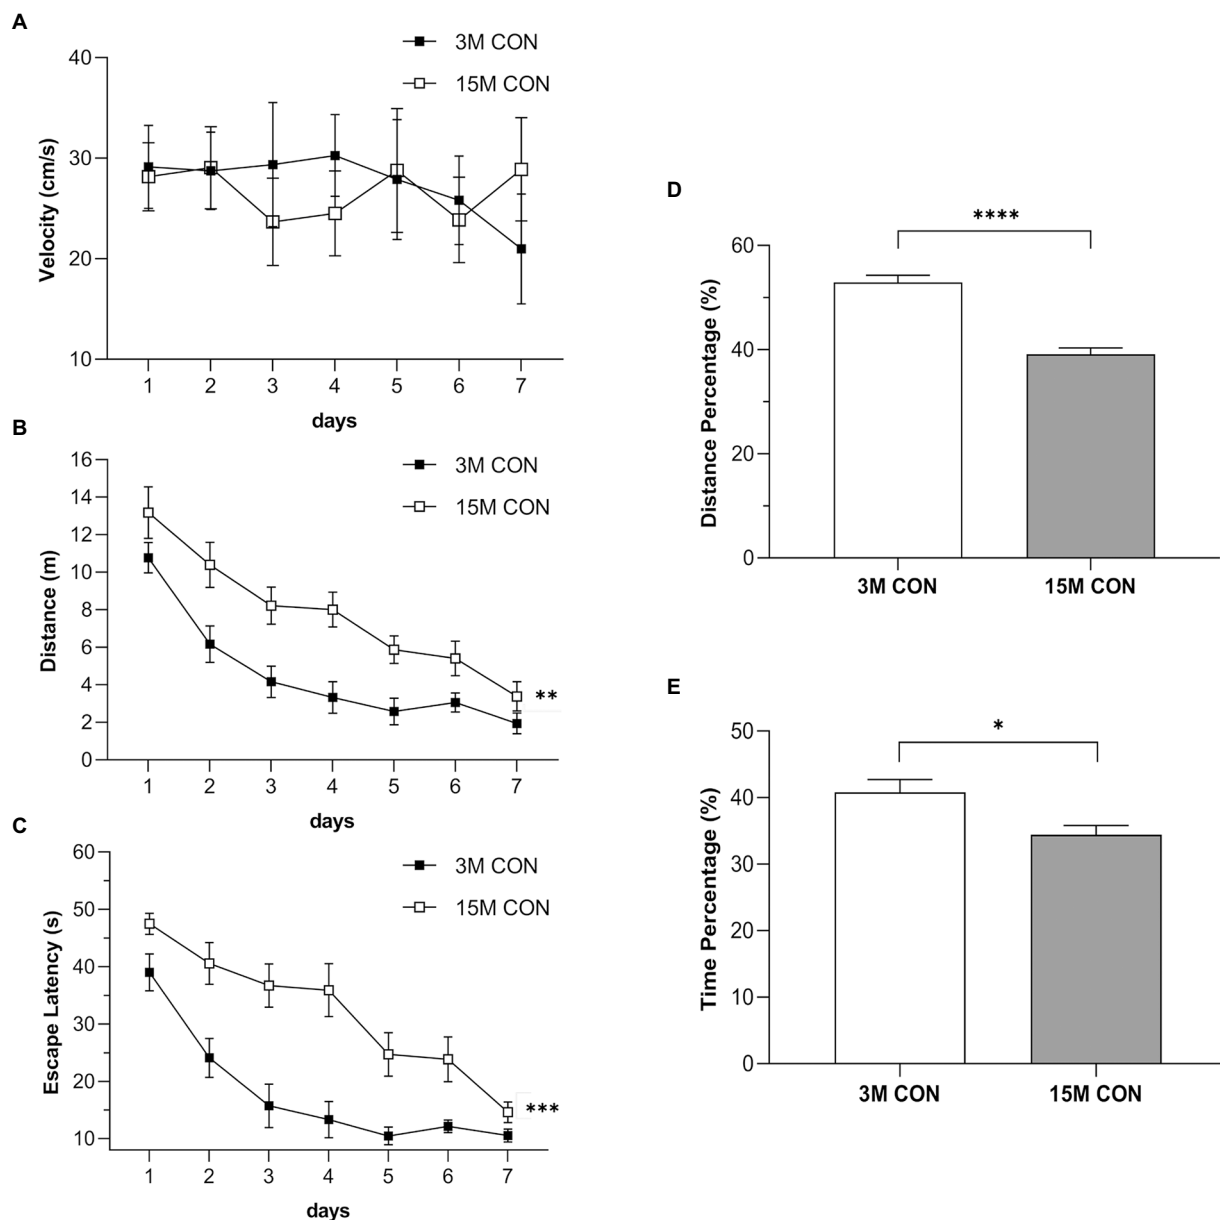 A
3M CON
15M CON
40
30
20
10
Velocity (cm/s)
1 2 3 4 5 6 7
days
B
3M CON
15M CON
16
14
12
10
8
6
4
2
0
Distance (m)
**
1 2 3 4 5 6 7
days
C
3M CON
15M CON
60
50
40
30
20
10
Escape Latency (s)
***
1 2 3 4 5 6 7
days
D
****
60
40
20
0
Distance Percentage (%)
3M CON 15M CON
E
*
50
40
30
20
10
0
Time Percentage (%)
3M CON 15M CON